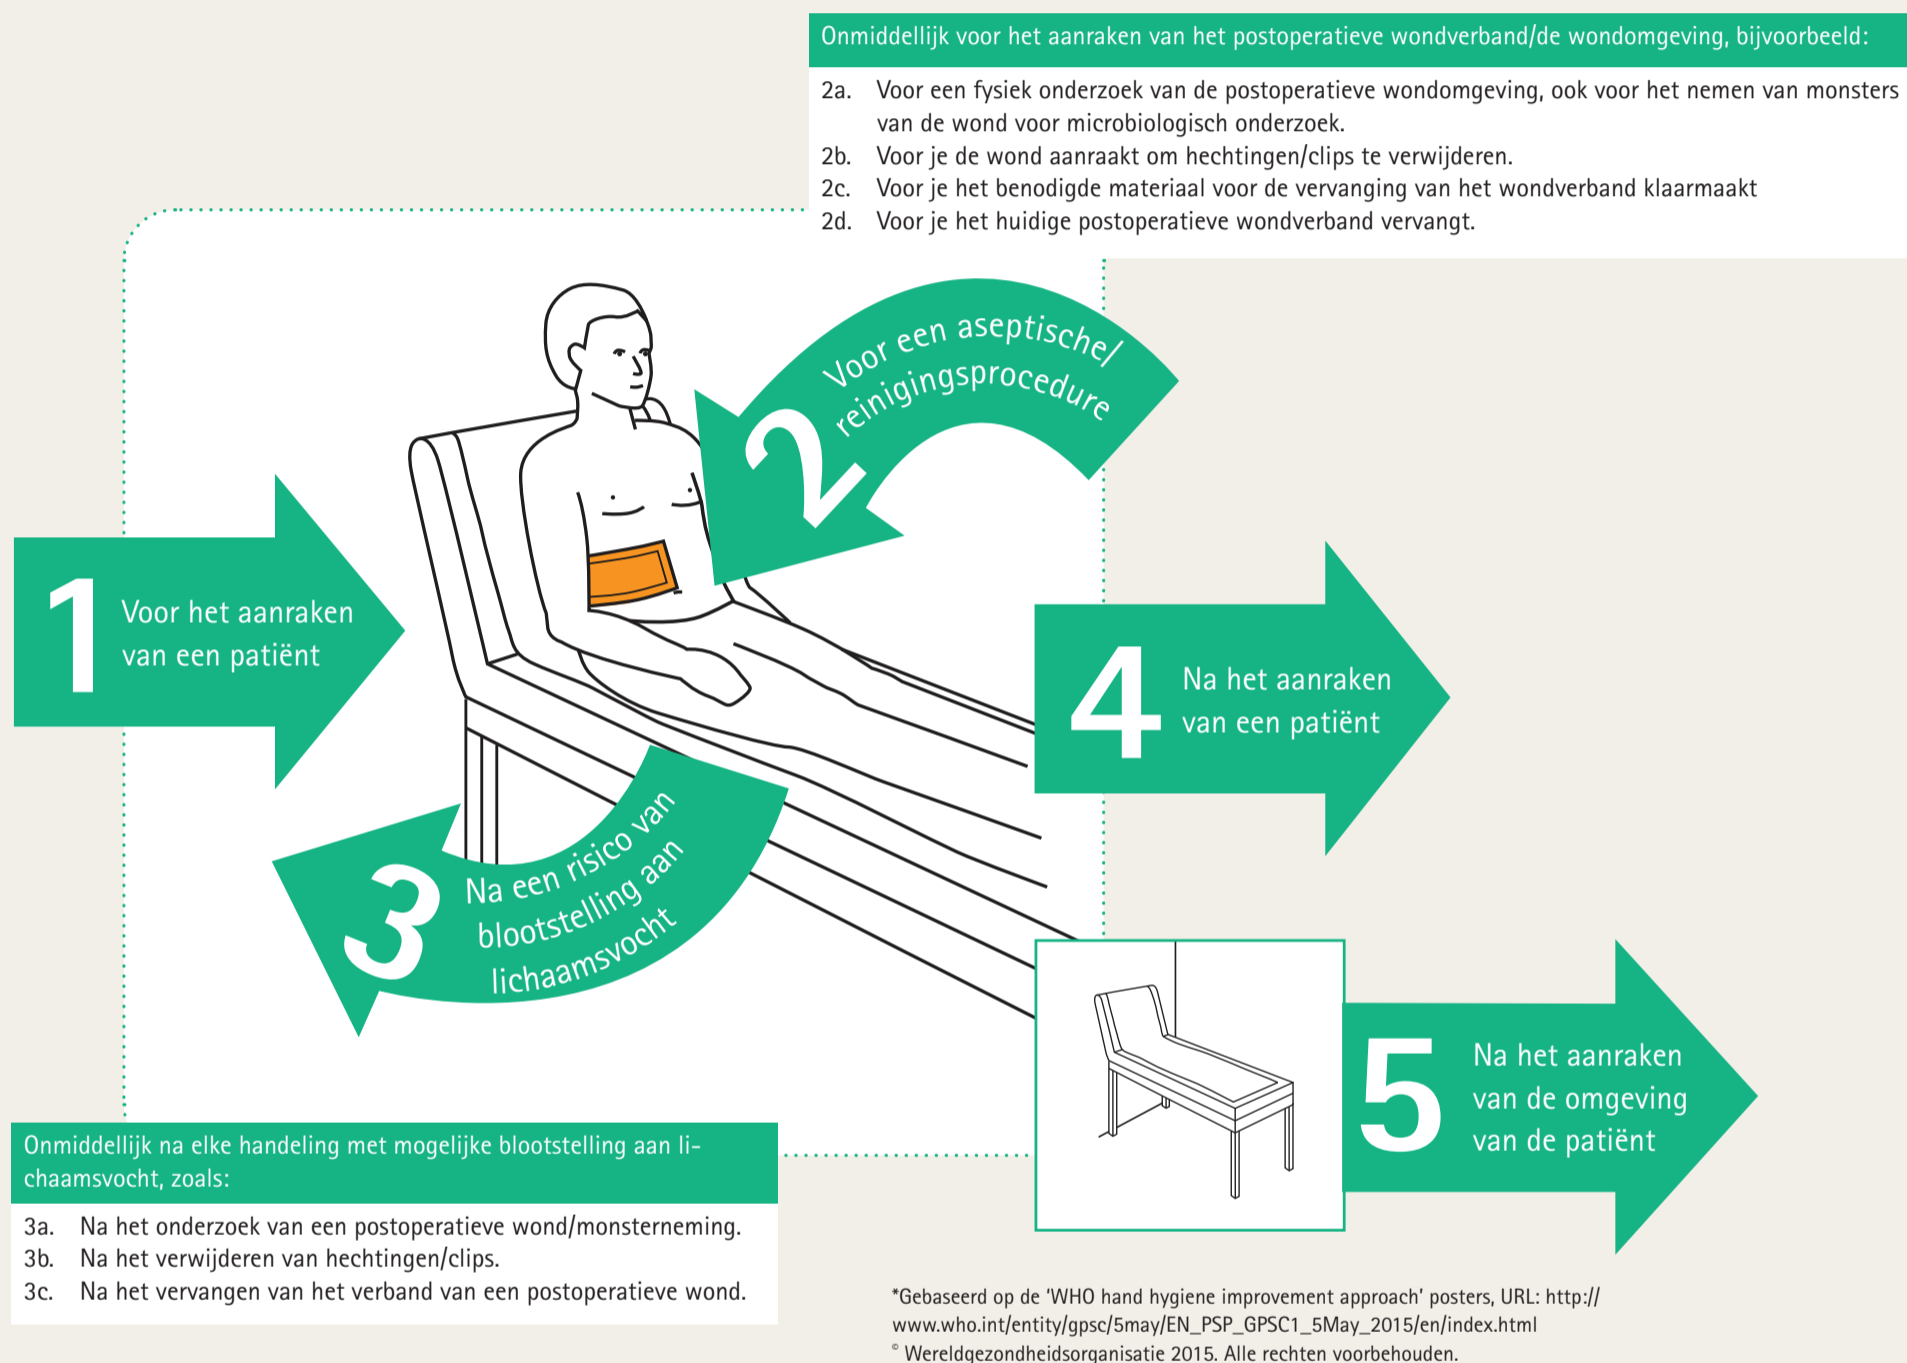 Onmiddellijk voor het aanraken van het postoperatieve wondverband/de wondomgeving, bijvoorbeeld:
2a. Voor een fysiek onderzoek van de postoperatieve wondomgeving, ook voor het nemen van monsters
van de wond voor microbiologisch onderzoek.
2b. Voor je de wond aanraakt om hechtingen/clips te verwijderen.
2c. Voor je het benodigde materiaal voor de vervanging van het wondverband klaarmaakt
2d. Voor je het huidige postoperatieve wondverband vervangt.
1
Voor het aanraken
van een patiënt
2
Voor een aseptische/
reinigingsprocedure
3
Na een risico van
blootstelling aan
lichaamsvocht
4
Na het aanraken
van een patiënt
5
Na het aanraken
van de omgeving
van de patiënt
Onmiddellijk na elke handeling met mogelijke blootstelling aan li-
chaamsvocht, zoals:
3a. Na het onderzoek van een postoperatieve wond/monsterneming.
3b. Na het verwijderen van hechtingen/clips.
3c. Na het vervangen van het verband van een postoperatieve wond.
*Gebaseerd op de ‘WHO hand hygiene improvement approach’ posters, URL: http://
www.who.int/entity/gpsc/5may/EN_PSP_GPSC1_5May_2015/en/index.html
© Wereldgezondheidsorganisatie 2015. Alle rechten voorbehouden.